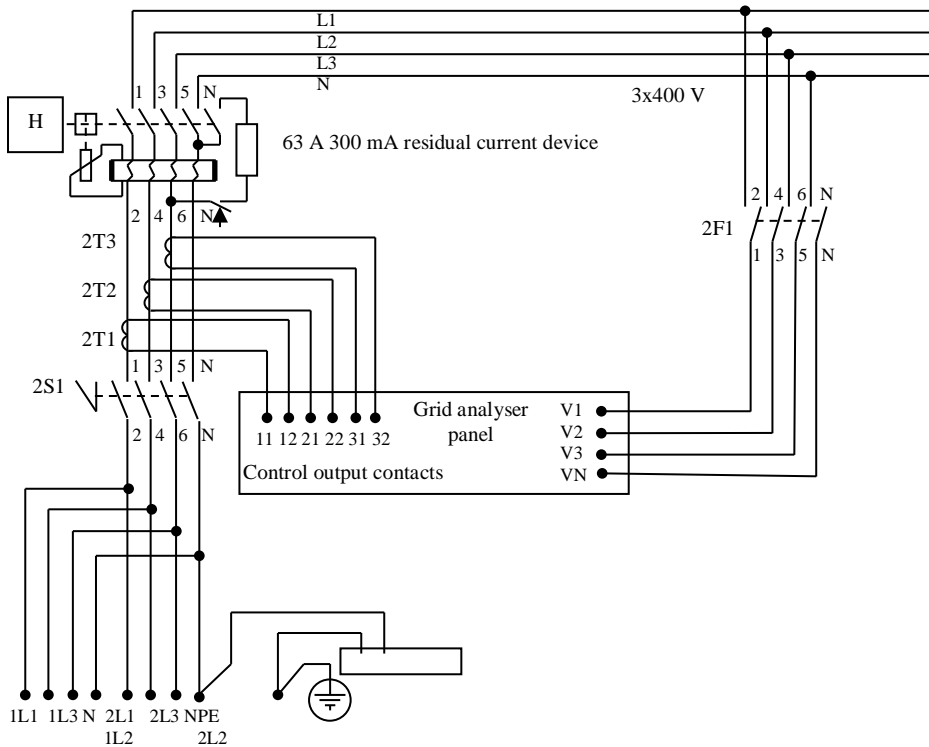 L1
L2
L3
N
3x400 V
1 3 5 N
H
63 A 300 mA residual current device
2 4 6 N
2 4 6 N
2F1
1 3 5 N
2T3
2T2
2T1
1 3 5 N
2S1
2 4 6 N
Grid analyser
panel
V1
V2
V3
VN
11 12 21 22 31 32
Control output contacts
1L1 1L3 N 2L1 2L3 NPE
1L2 2L2